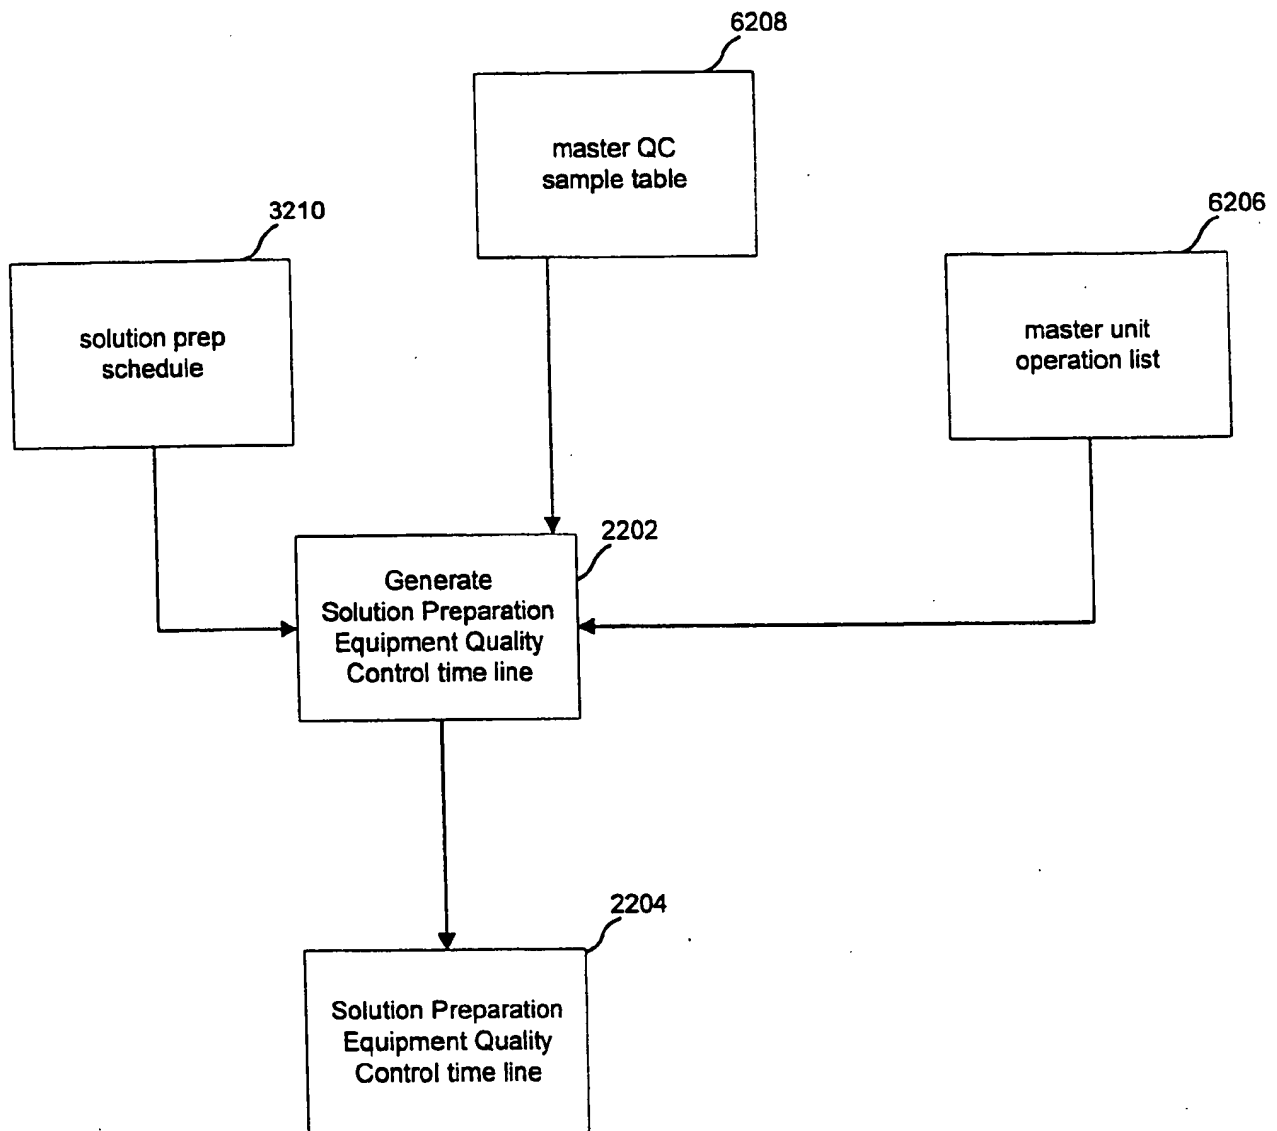 6208
master QC
sample table
3210
solution prep
schedule
6206
master unit
operation list
2202
Generate
Solution Preparation
Equipment Quality
Control time line
2204
Solution Preparation
Equipment Quality
Control time line